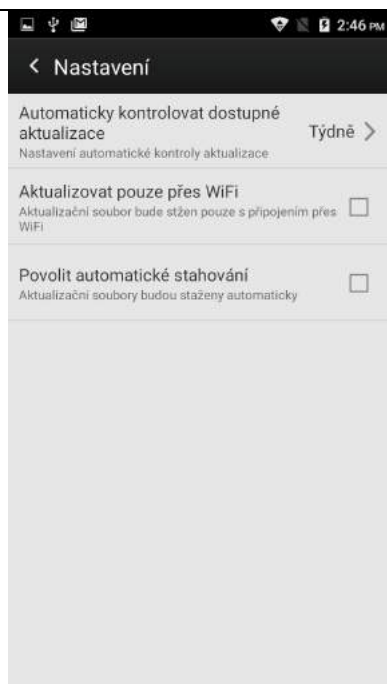 2:46 PM
Nastavení
Automaticky kontrolovat dostupné
aktualizace
Týdně
Nastavení automatické kontroly aktualizace
Aktualizovat pouze přes WiFi
Aktualizační soubor bude stžen pouze s připojením přes
WiFi
Povolit automatické stahování
Aktualizační soubory budou staženy automaticky